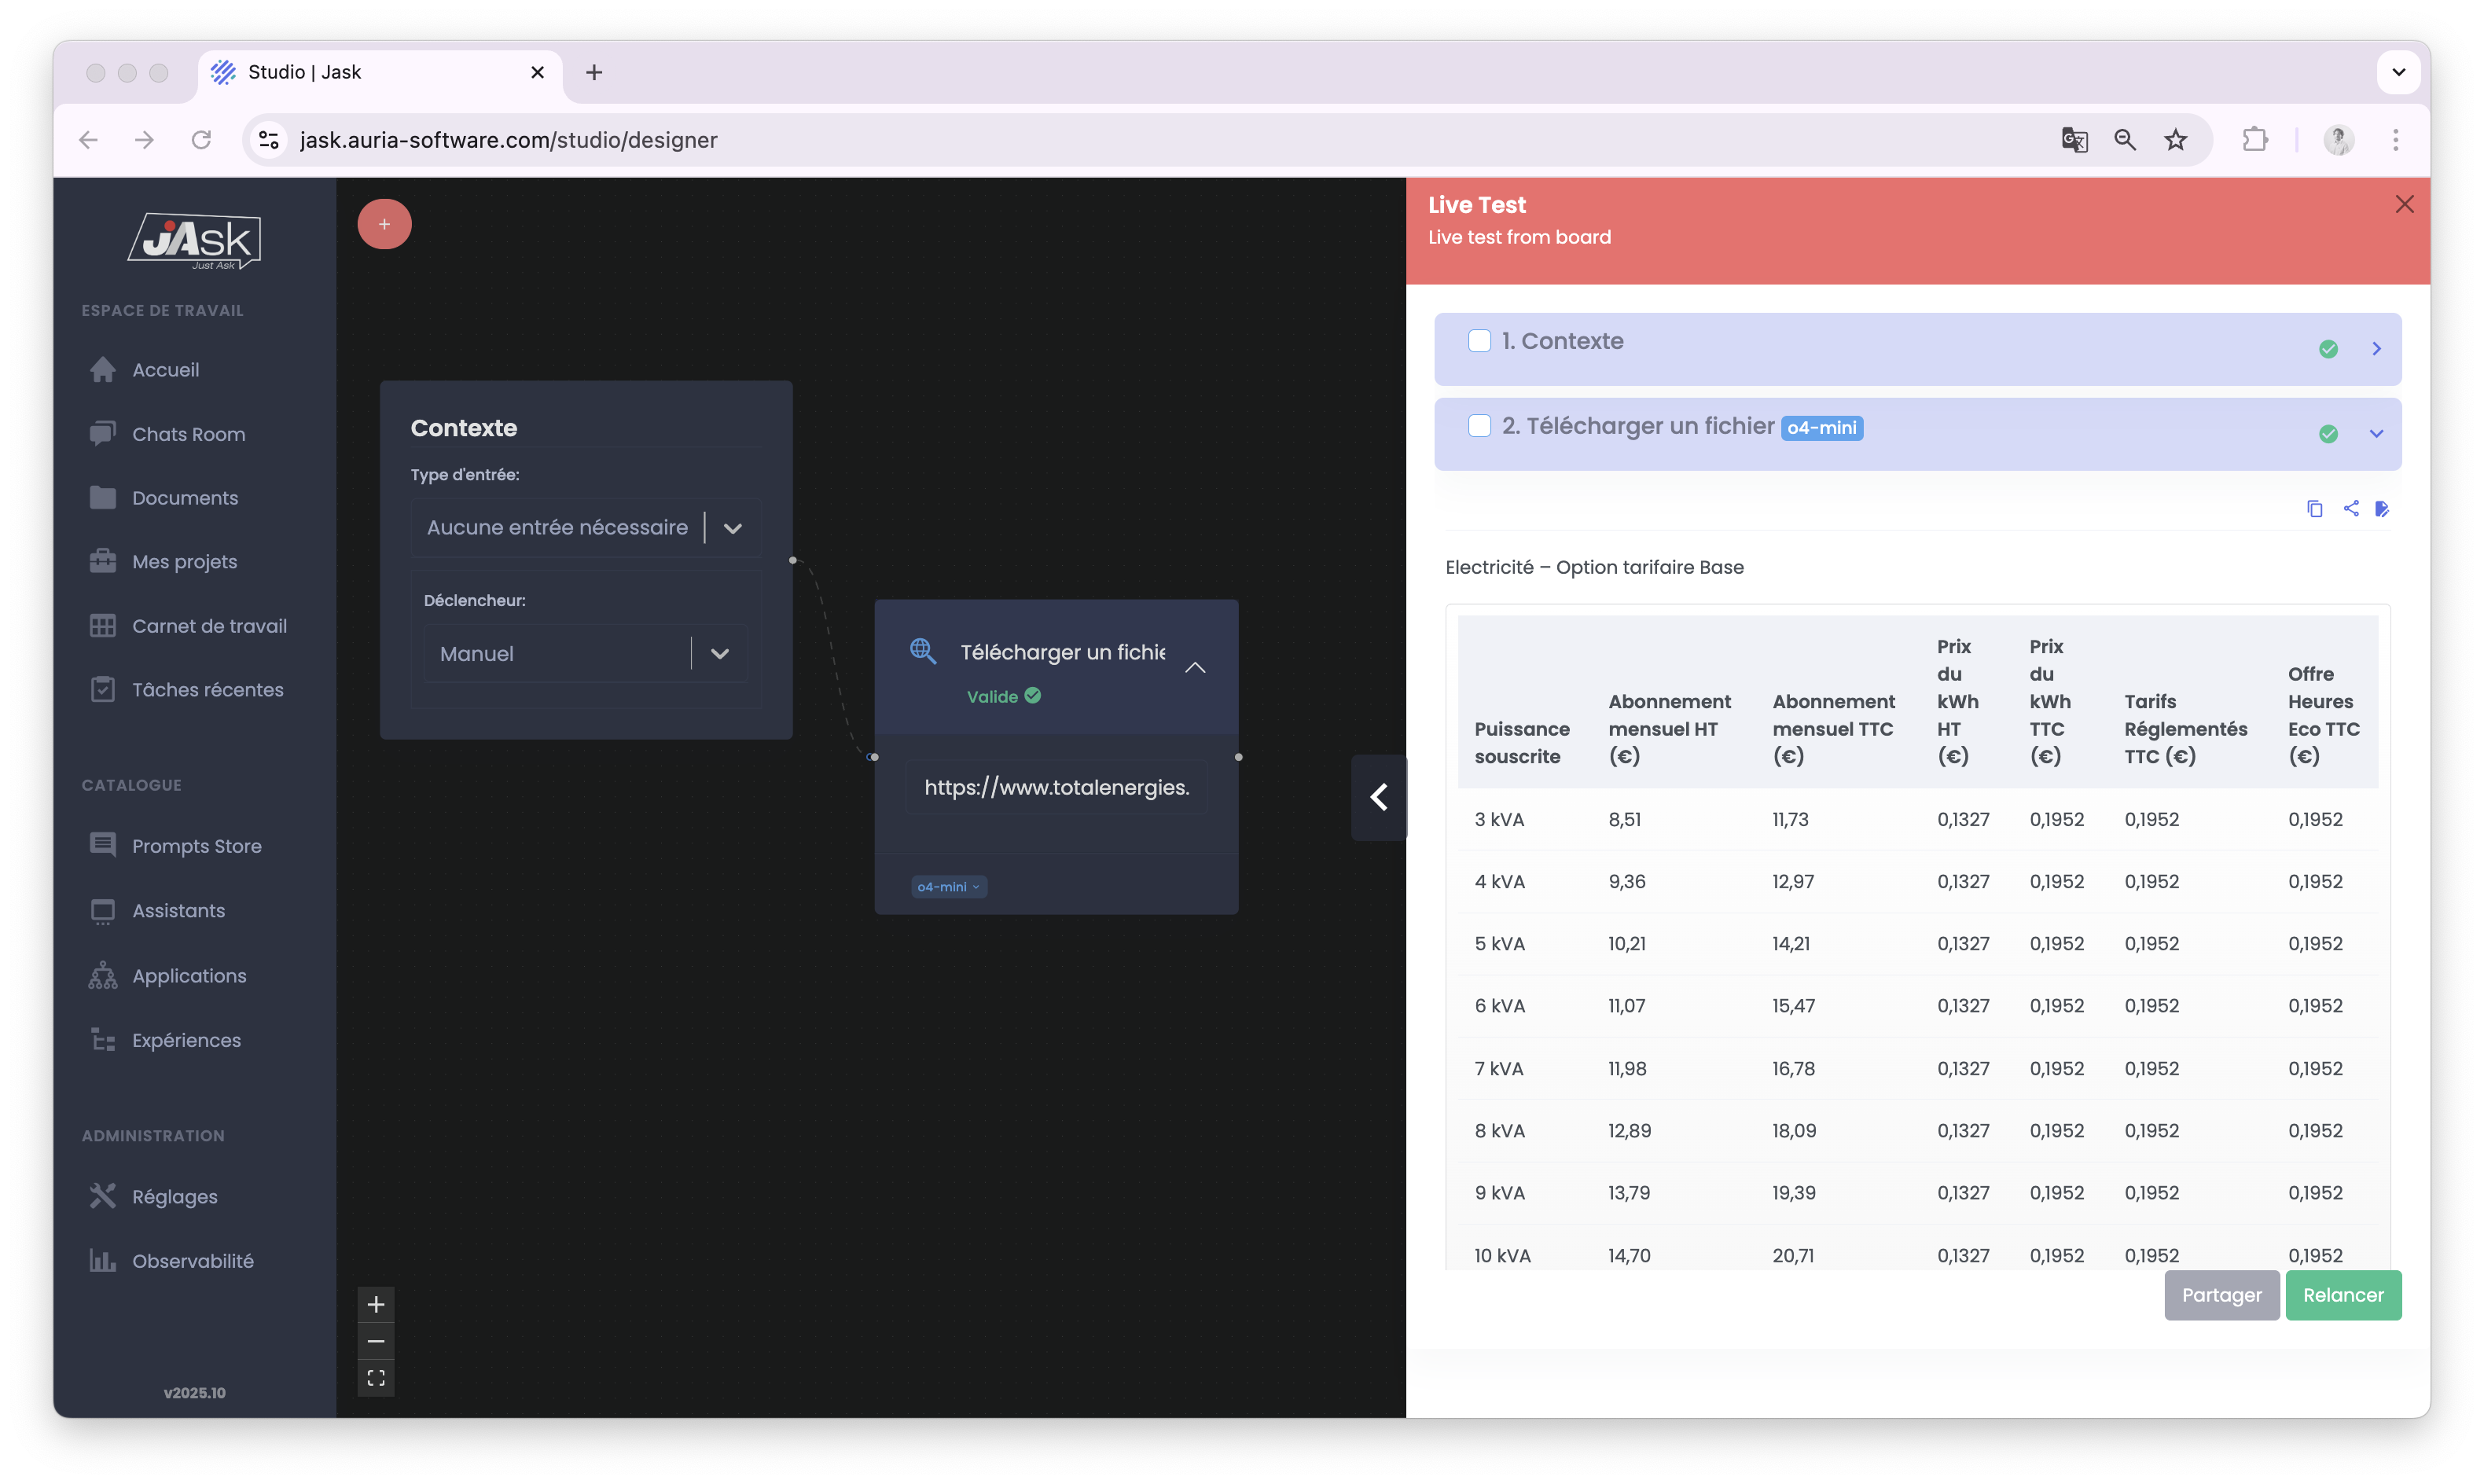 Studio | Jask
jask.auria-software.com/studio/designer
jAsk
Just Ask
ESPACE DE TRAVAIL
Accueil
Chats Room
Documents
Mes projets
Carnet de travail
Tâches récentes
CATALOGUE
Prompts Store
Assistants
Applications
Expériences
ADMINISTRATION
Réglages
Observabilité
v2025.10
+
Contexte
Type d'entrée:
Aucune entrée nécessaire
Déclencheur:
Manuel
Télécharger un fichie
Valide
https://www.totalenergies.
o4-mini
Live Test
Live test from board
1. Contexte
2. Télécharger un fichier o4-mini
Electricité – Option tarifaire Base
Puissance souscrite Abonnement mensuel HT (€) Abonnement mensuel TTC (€) Prix du kWh HT (€) Prix du kWh TTC (€) Tarifs Réglementés TTC (€) Offre Heures Eco TTC (€)
3 kVA 8,51 11,73 0,1327 0,1952 0,1952 0,1952
4 kVA 9,36 12,97 0,1327 0,1952 0,1952 0,1952
5 kVA 10,21 14,21 0,1327 0,1952 0,1952 0,1952
6 kVA 11,07 15,47 0,1327 0,1952 0,1952 0,1952
7 kVA 11,98 16,78 0,1327 0,1952 0,1952 0,1952
8 kVA 12,89 18,09 0,1327 0,1952 0,1952 0,1952
9 kVA 13,79 19,39 0,1327 0,1952 0,1952 0,1952
10 kVA 14,70 20,71 0,1327 0,1952 0,1952 0,1952
Partager
Relancer